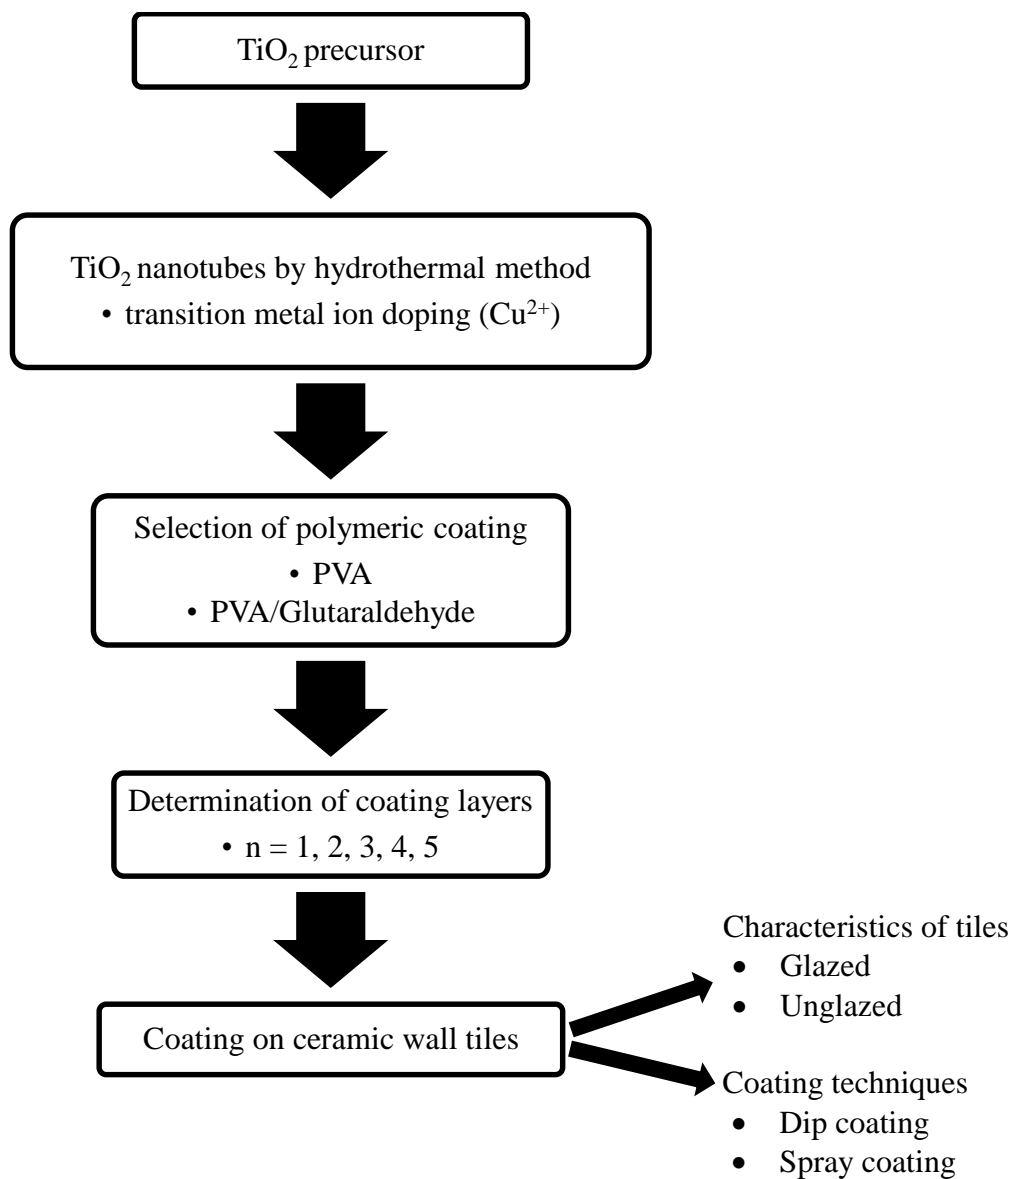 TiO₂ precursor
TiO₂ nanotubes by hydrothermal method
• transition metal ion doping (Cu²⁺)
Selection of polymeric coating
• PVA
• PVA/Glutaraldehyde
Determination of coating layers
• n = 1, 2, 3, 4, 5
Coating on ceramic wall tiles
Characteristics of tiles
• Glazed
• Unglazed
Coating techniques
• Dip coating
• Spray coating